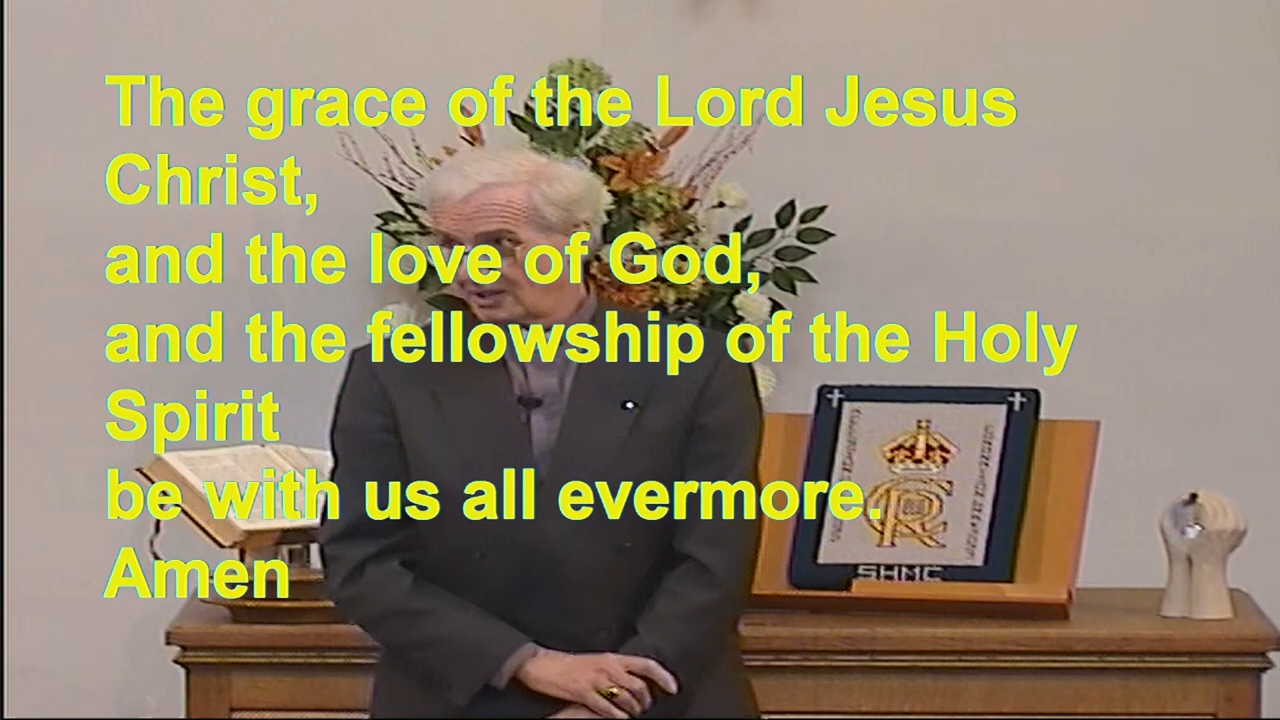 The grace of the Lord Jesus
Christ,
and the love of God,
and the fellowship of the Holy
Spirit
be with us all evermore.
Amen
CR
SHMC